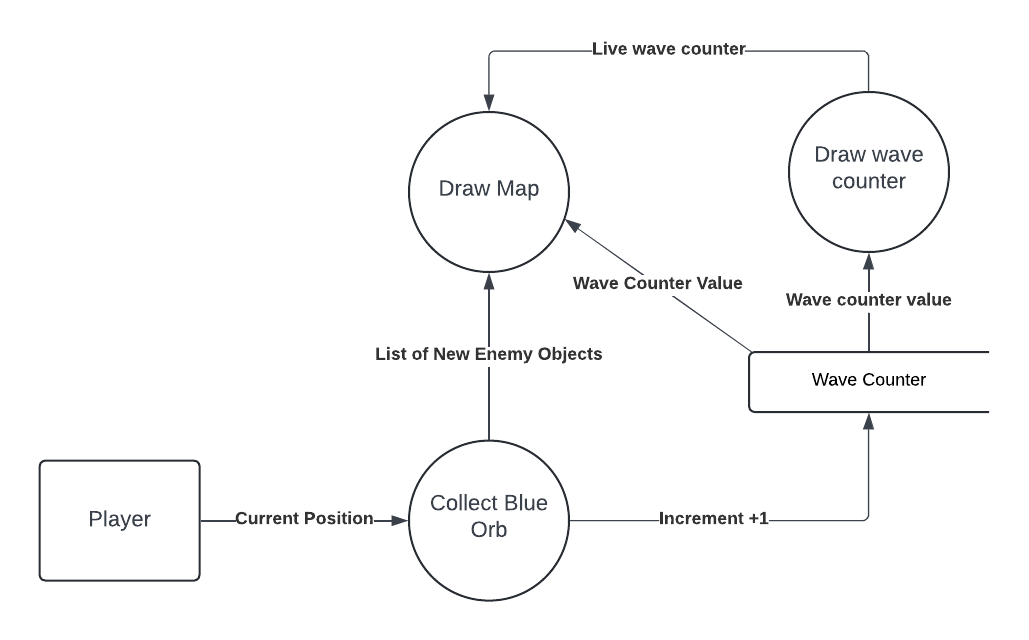 Live wave counter
Draw wave
counter
Draw Map
Wave Counter Value
Wave counter value
List of New Enemy Objects
Wave Counter
Player
Current Position
Collect Blue
Orb
Increment +1